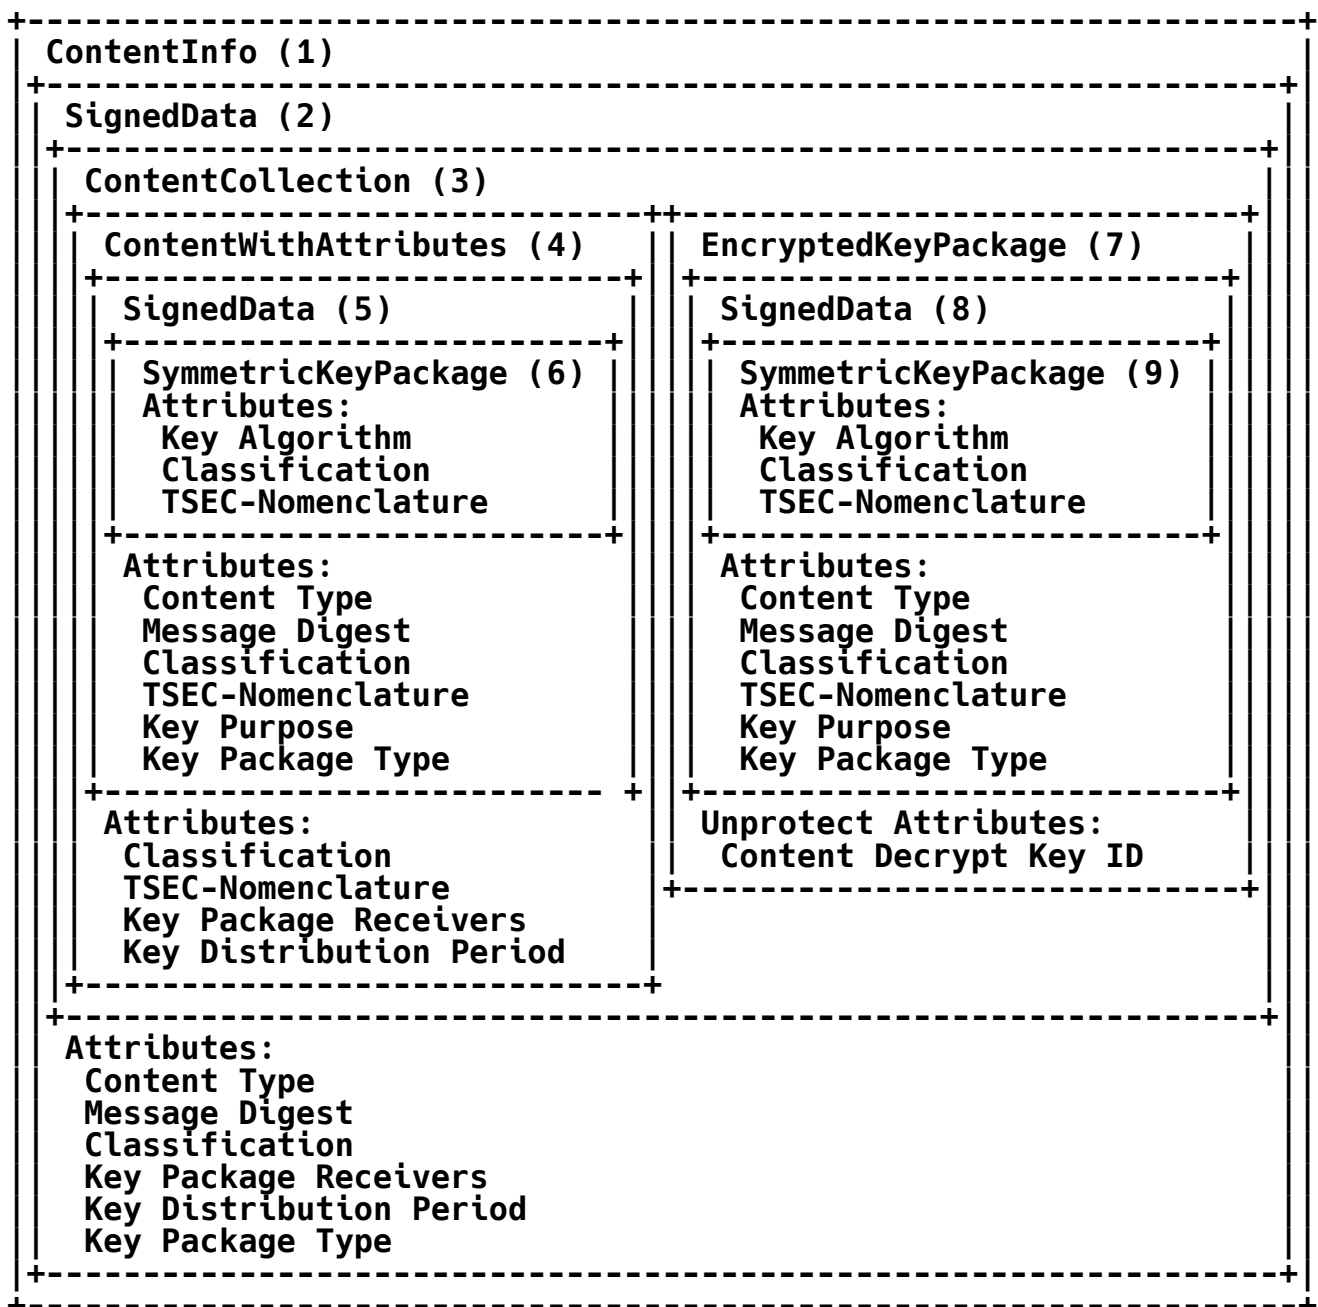 ContentInfo (1)
SignedData (2)
ContentCollection (3)
ContentWithAttributes (4) EncryptedKeyPackage (7)
SignedData (5) SignedData (8)
SymmetricKeyPackage (6) SymmetricKeyPackage (9)
Attributes: Attributes:
Key Algorithm Key Algorithm
Classification Classification
TSEC-Nomenclature TSEC-Nomenclature
Attributes: Attributes:
Content Type Content Type
Message Digest Message Digest
Classification Classification
TSEC-Nomenclature TSEC-Nomenclature
Key Purpose Key Purpose
Key Package Type Key Package Type
Attributes: Unprotect Attributes:
Classification Content Decrypt Key ID
TSEC-Nomenclature
Key Package Receivers
Key Distribution Period
Attributes:
Content Type
Message Digest
Classification
Key Package Receivers
Key Distribution Period
Key Package Type